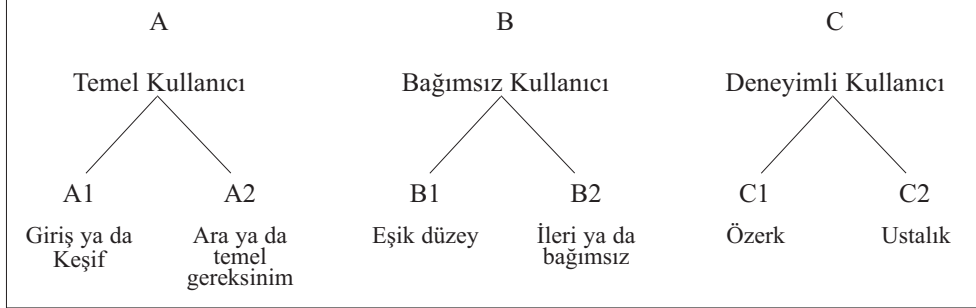 A
Temel Kullanıcı
A1
Giriş ya da
Keşif
A2
Ara ya da
temel
gereksinim
B
Bağımsız Kullanıcı
B1
Eşik düzey
B2
İleri ya da
bağımsız
C
Deneyimli Kullanıcı
C1
Özerk
C2
Ustalık